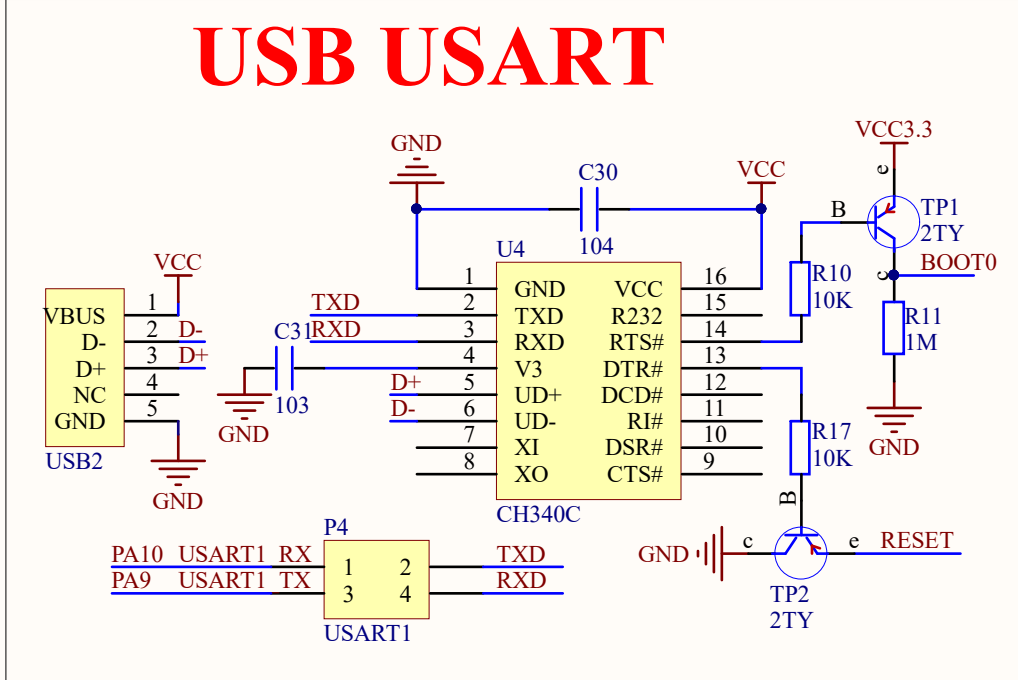 USB USART
GND
C30
104
VCC
VCC3.3
e
B
TP1
2TY
c
BOOT0
R10
10K
R11
1M
GND
U4
1 GND VCC 16
2 TXD R232 15
3 RXD RTS# 14
4 V3 DTR# 13
5 UD+ DCD# 12
6 UD- RI# 11
7 XI DSR# 10
8 XO CTS# 9
CH340C
TXD
RXD
C31
103
GND
D+
D-
VCC
VBUS 1
D- 2 D-
D+ 3 D+
NC 4
GND 5
USB2
GND
R17
10K
B
GND c e RESET
TP2
2TY
P4
PA10 USART1 RX 1 2 TXD
PA9 USART1 TX 3 4 RXD
USART1